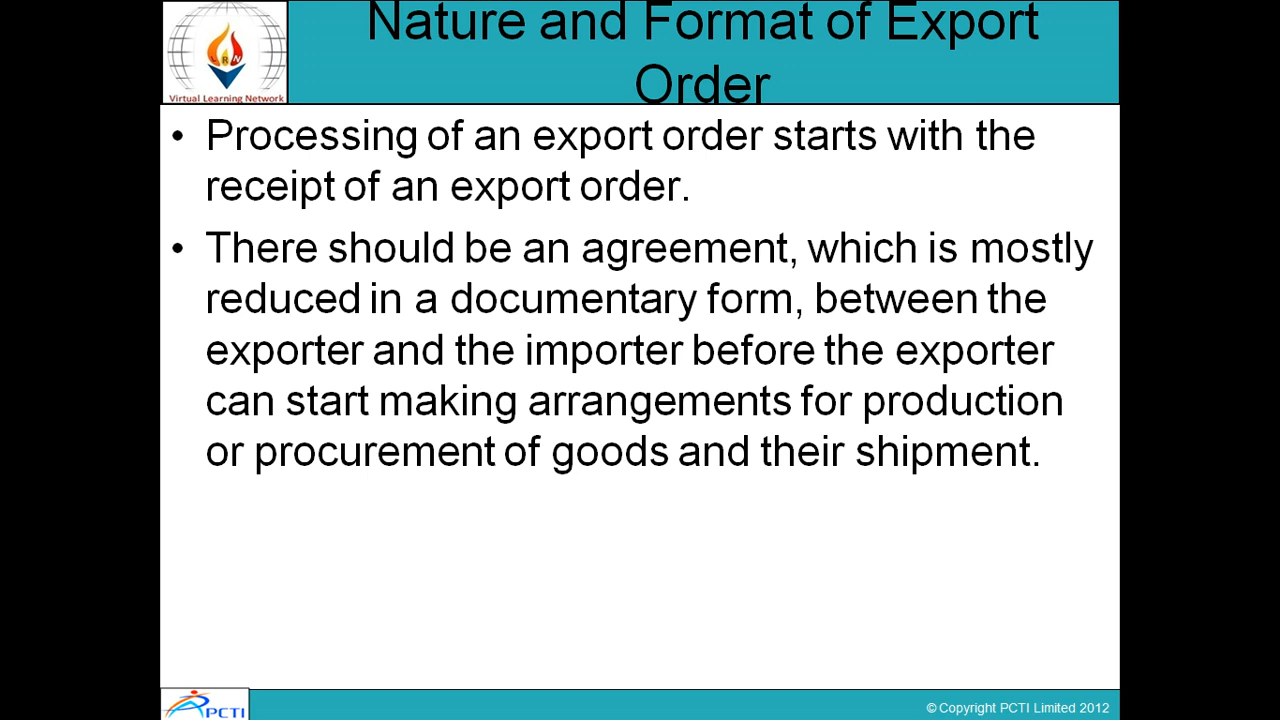 Nature and Format of Export
Order
LRN
Virtual Learning Network
• Processing of an export order starts with the
receipt of an export order.
• There should be an agreement, which is mostly
reduced in a documentary form, between the
exporter and the importer before the exporter
can start making arrangements for production
or procurement of goods and their shipment.
PCTI
© Copyright PCTI Limited 2012